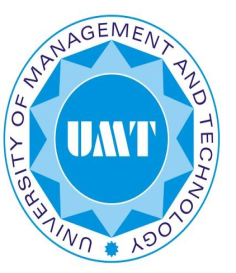 UNIVERSITY OF MANAGEMENT AND TECHNOLOGY
UMT